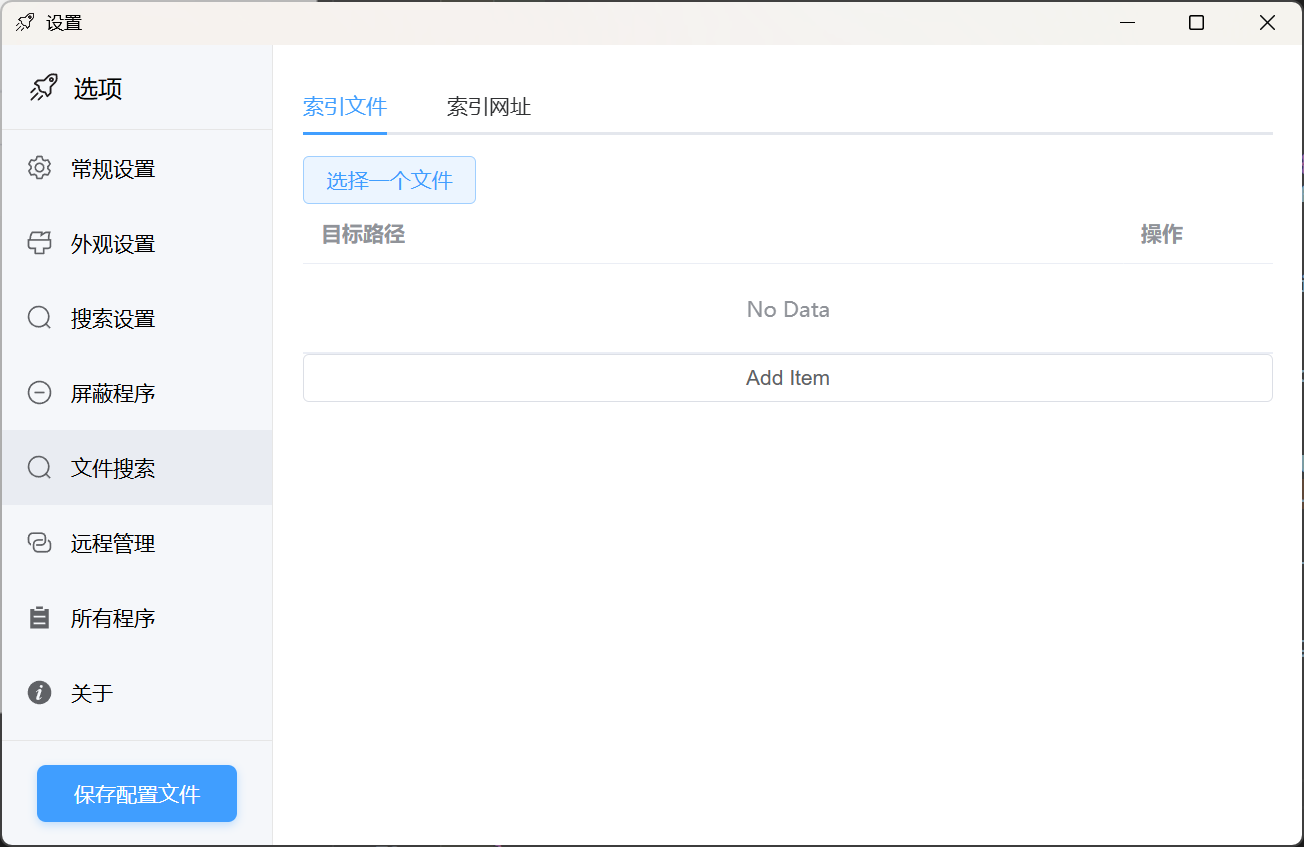 设置
选项
常规设置
外观设置
搜索设置
屏蔽程序
文件搜索
远程管理
所有程序
关于
保存配置文件
索引文件 索引网址
选择一个文件
目标路径 操作
No Data
Add Item